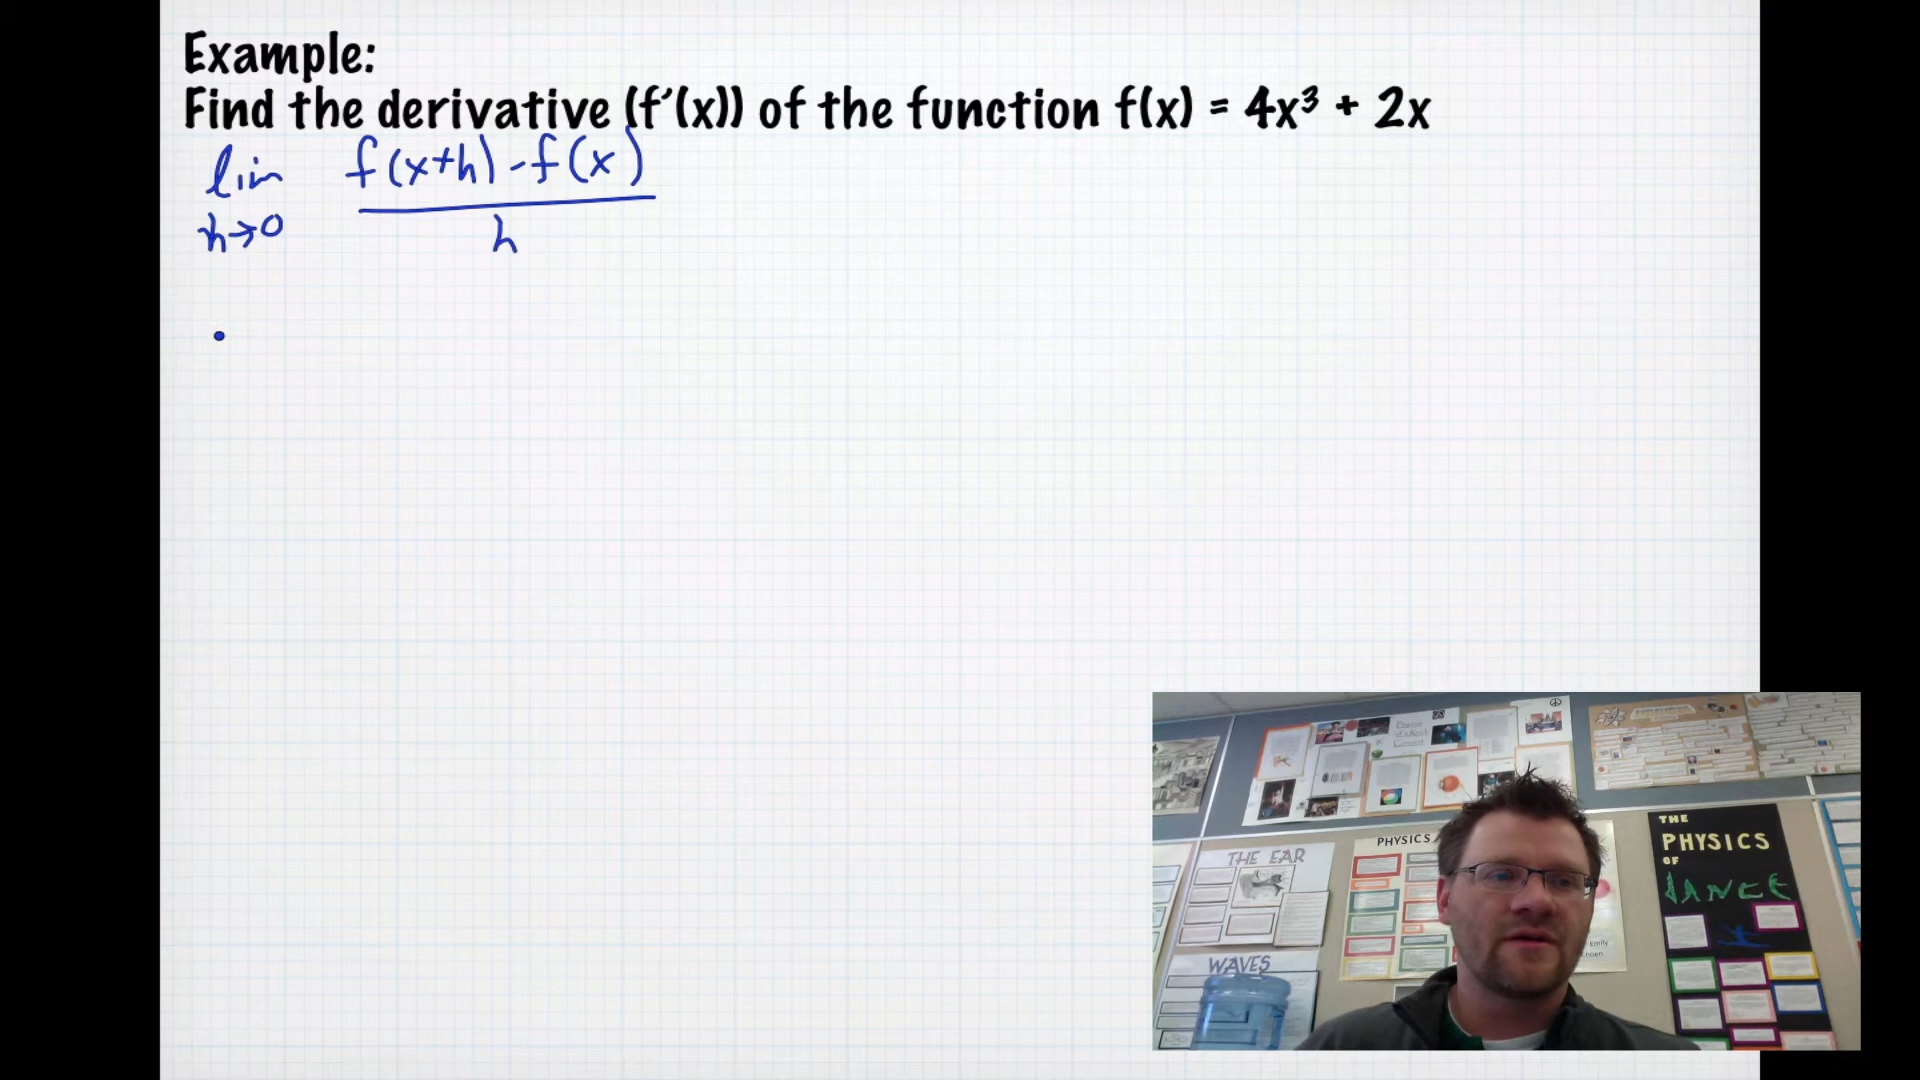 Example:
Find the derivative (f′(x)) of the function f(x) = 4x³ + 2x
lim f(x+h) - f(x)
h→0 h
THE EAR
PHYSICS
THE
PHYSICS
OF
DANCE
WAVES
Emily